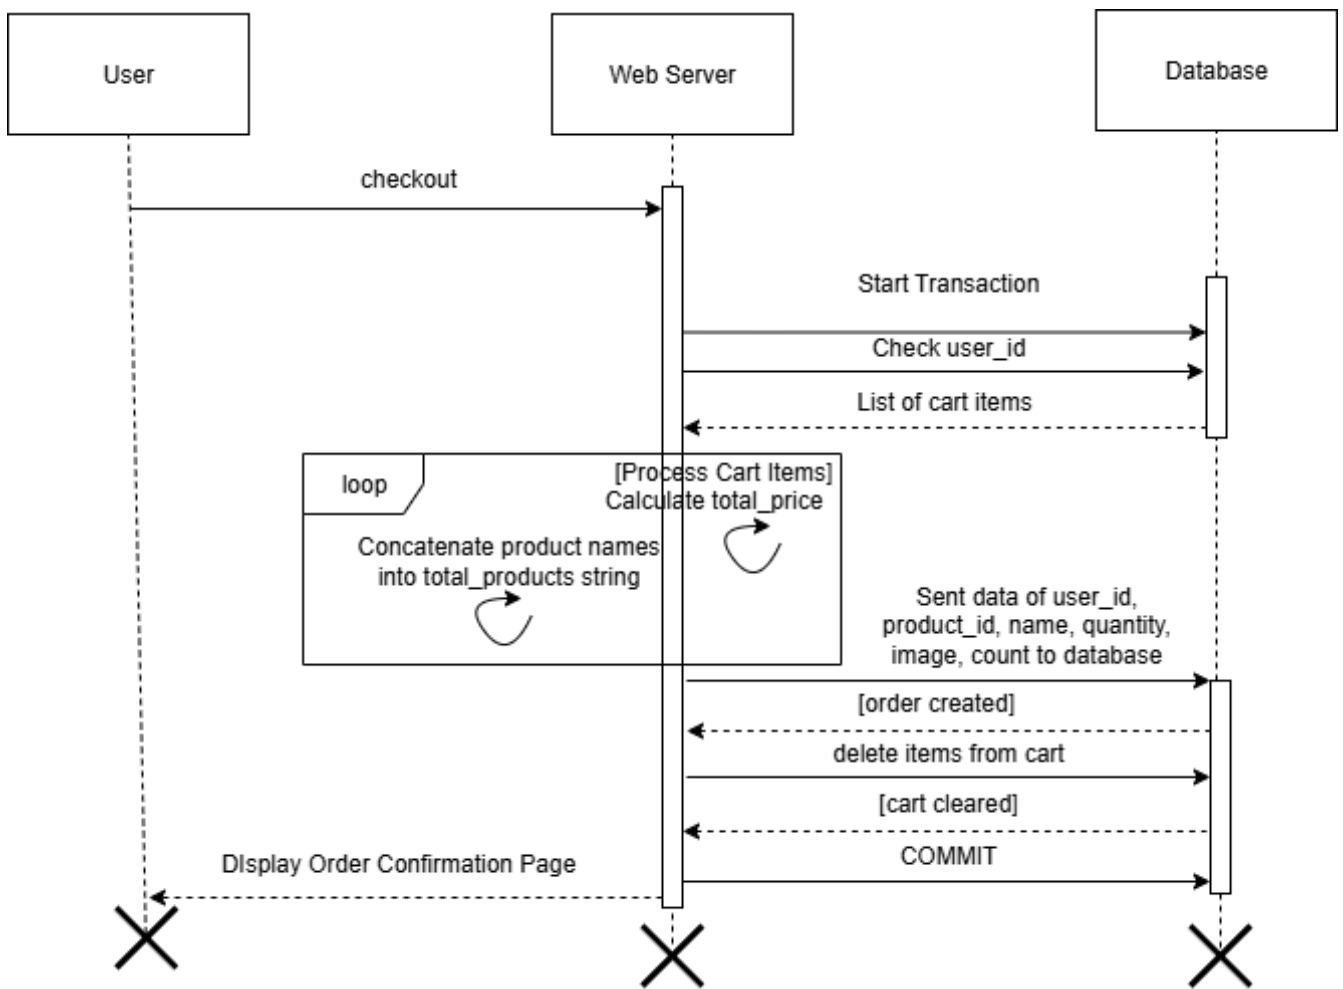 User
Web Server
Database
checkout
Start Transaction
Check user_id
List of cart items
loop
[Process Cart Items]
Calculate total_price
Concatenate product names
into total_products string
Sent data of user_id,
product_id, name, quantity,
image, count to database
[order created]
delete items from cart
[cart cleared]
COMMIT
DIsplay Order Confirmation Page